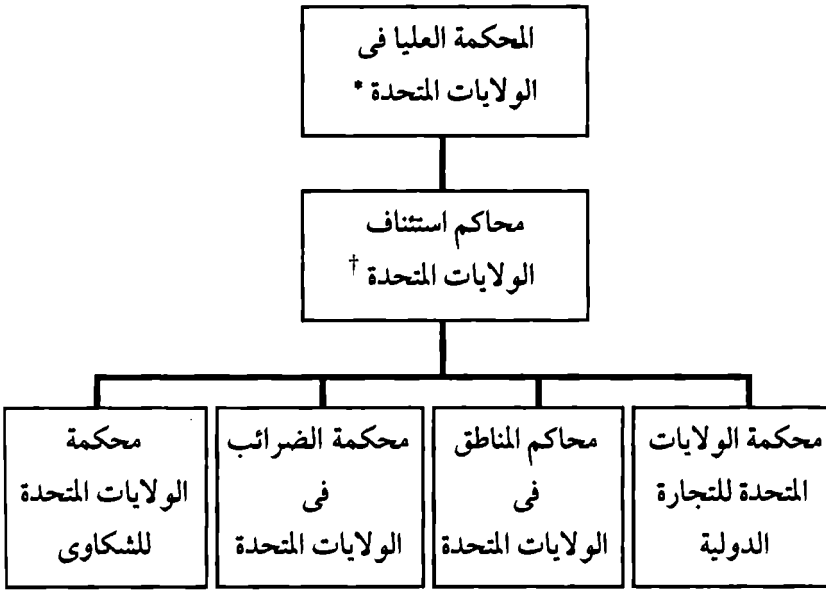 المحكمة العليا فى
الولايات المتحدة *
محاكم استئناف
الولايات المتحدة †
محكمة الولايات
المتحدة للتجارة
الدولية
محاكم المناطق
فى
الولايات المتحدة
محكمة الضرائب
فى
الولايات المتحدة
محكمة
الولايات المتحدة
للشكاوى